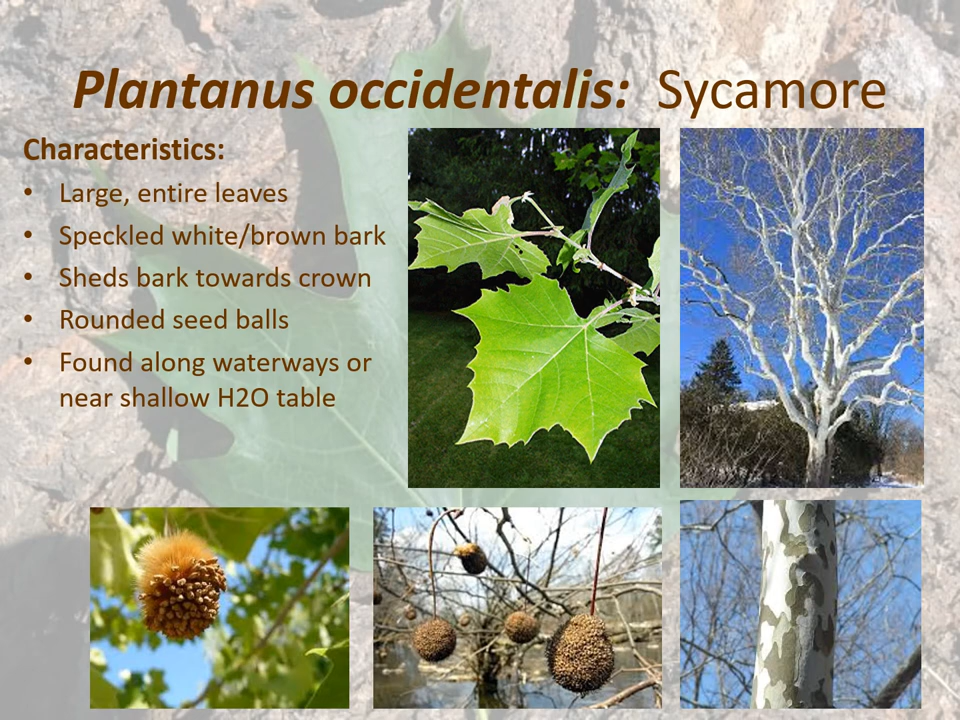 Plantanus occidentalis: Sycamore
Characteristics:
• Large, entire leaves
• Speckled white/brown bark
• Sheds bark towards crown
• Rounded seed balls
• Found along waterways or
near shallow H2O table